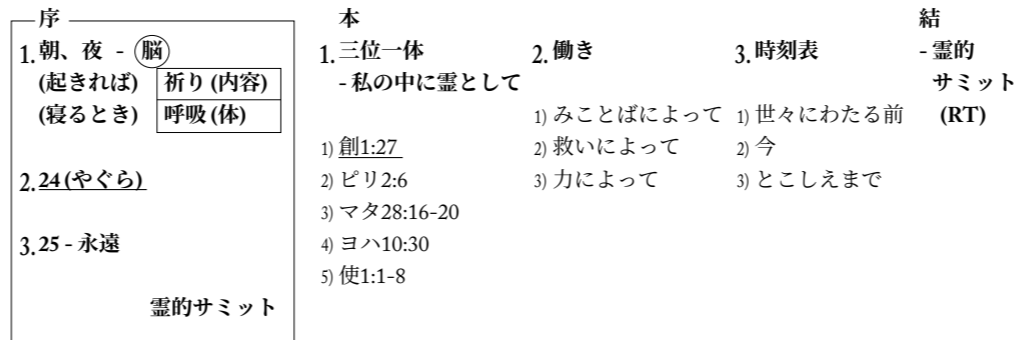 序
1. 朝、夜 - 脳
(起きれば) 祈り (内容)
(寝るとき) 呼吸 (体)
2. 24 (やぐら)
3. 25 - 永遠
霊的サミット
本
1. 三位一体
- 私の中に霊として
1) 創1:27
2) ピリ2:6
3) マタ28:16-20
4) ヨハ10:30
5) 使1:1-8
2. 働き
1) みことばによって
2) 救いによって
3) 力によって
3. 時刻表
1) 世々にわたる前
2) 今
3) とこしえまで
結
- 霊的
サミット
(RT)